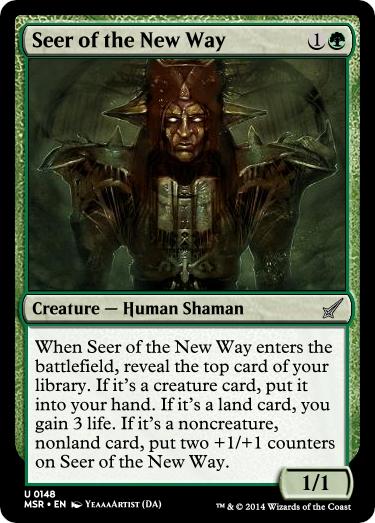 Seer of the New Way 1
Creature — Human Shaman
When Seer of the New Way enters the
battlefield, reveal the top card of your
library. If it's a creature card, put it
into your hand. If it's a land card, you
gain 3 life. If it's a noncreature,
nonland card, put two +1/+1 counters
on Seer of the New Way.
1/1
U 0148
MSR • EN YeaaaArtist (DA) ™ & © 2014 Wizards of the Coast